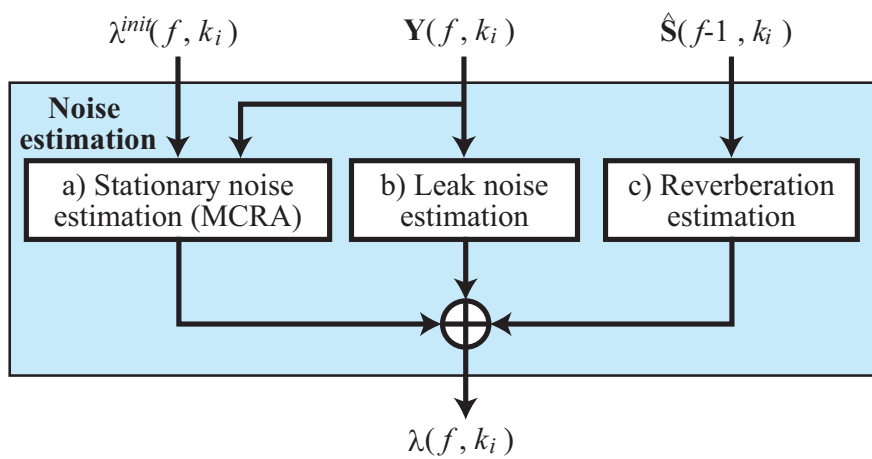 λ^init(f, k_i)
Y(f, k_i)
Ŝ(f-1, k_i)
Noise
estimation
a) Stationary noise
estimation (MCRA)
b) Leak noise
estimation
c) Reverberation
estimation
λ(f, k_i)